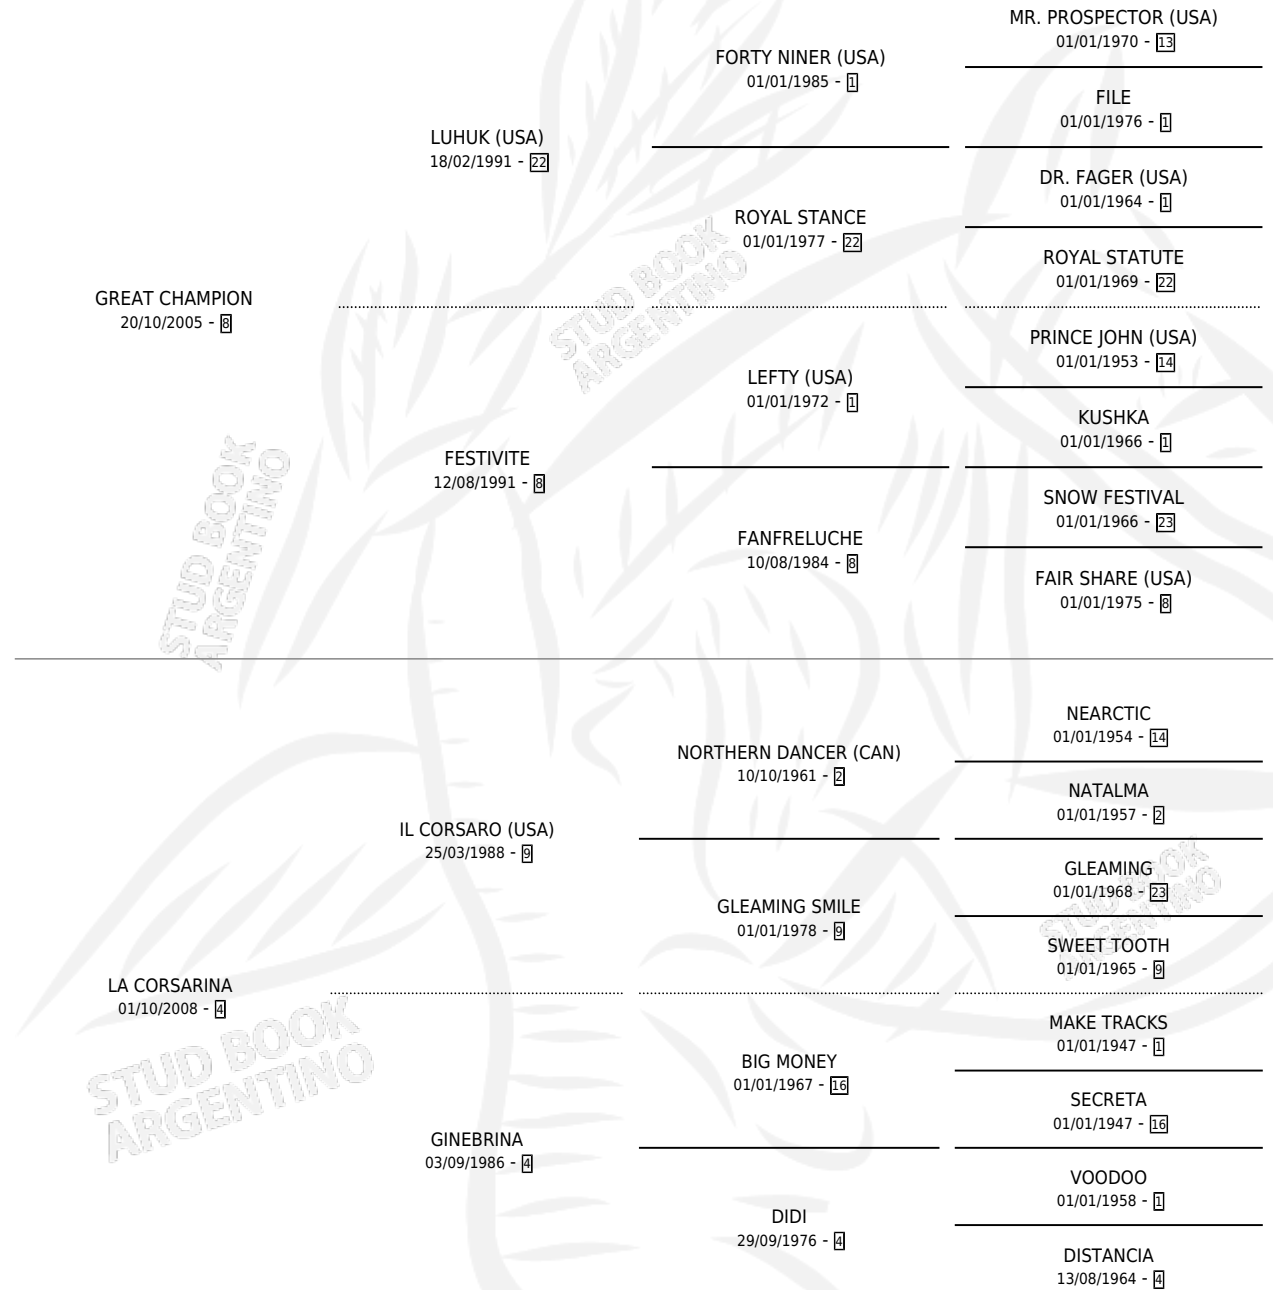 MR. PROSPECTOR (USA)
01/01/1970 - 13
FORTY NINER (USA)
01/01/1985 - 1
FILE
01/01/1976 - 1
LUHUK (USA)
18/02/1991 - 22
DR. FAGER (USA)
01/01/1964 - 1
ROYAL STANCE
01/01/1977 - 22
ROYAL STATUTE
01/01/1969 - 22
GREAT CHAMPION
20/10/2005 - 8
STUD BOOK
ARGENTINO
PRINCE JOHN (USA)
01/01/1953 - 14
LEFTY (USA)
01/01/1972 - 1
KUSHKA
01/01/1966 - 1
FESTIVITE
12/08/1991 - 8
SNOW FESTIVAL
01/01/1966 - 23
FANFRELUCHE
10/08/1984 - 8
FAIR SHARE (USA)
01/01/1975 - 8
STUD BOOK
ARGENTINO
NEARCTIC
01/01/1954 - 14
NORTHERN DANCER (CAN)
10/10/1961 - 2
NATALMA
01/01/1957 - 2
IL CORSARO (USA)
25/03/1988 - 9
GLEAMING
01/01/1968 - 23
STUD BOOK
ARGENTINO
GLEAMING SMILE
01/01/1978 - 9
SWEET TOOTH
01/01/1965 - 9
LA CORSARINA
01/10/2008 - 4
STUD BOOK
ARGENTINO
MAKE TRACKS
01/01/1947 - 1
BIG MONEY
01/01/1967 - 16
SECRETA
01/01/1947 - 16
GINEBRINA
03/09/1986 - 4
VOODOO
01/01/1958 - 1
DIDI
29/09/1976 - 4
DISTANCIA
13/08/1964 - 4